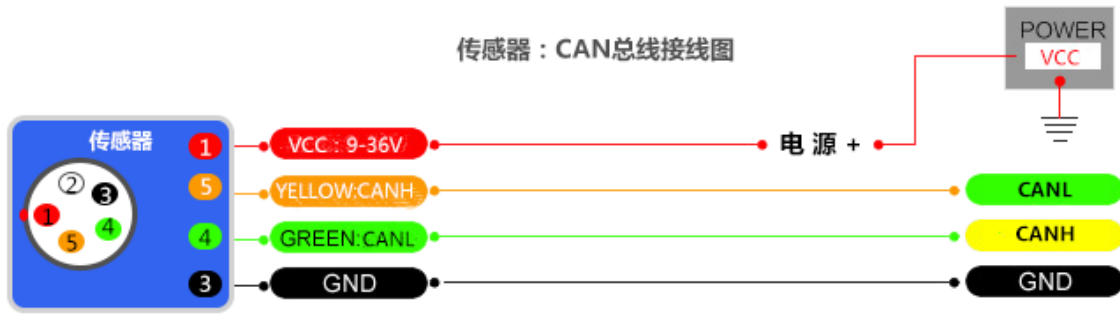 传感器：CAN总线接线图
POWER
VCC
传感器
1
VCC：9-36V
电源 +
2
3
1
4
5
5
YELLOW:CANH
CANL
4
GREEN:CANL
CANH
3
GND
GND